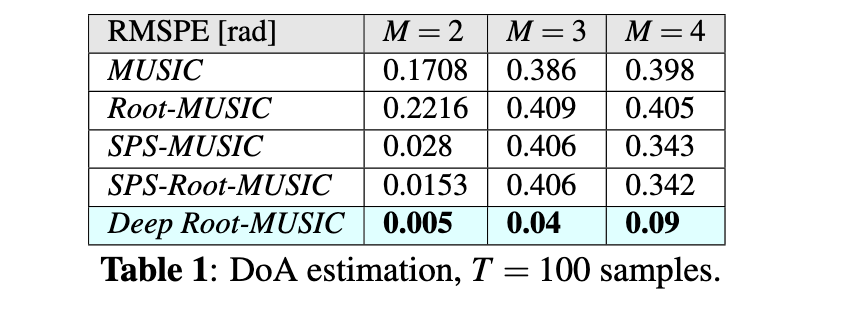 RMSPE [rad] M = 2 M = 3 M = 4
MUSIC 0.1708 0.386 0.398
Root-MUSIC 0.2216 0.409 0.405
SPS-MUSIC 0.028 0.406 0.343
SPS-Root-MUSIC 0.0153 0.406 0.342
Deep Root-MUSIC 0.005 0.04 0.09
Table 1: DoA estimation, T = 100 samples.